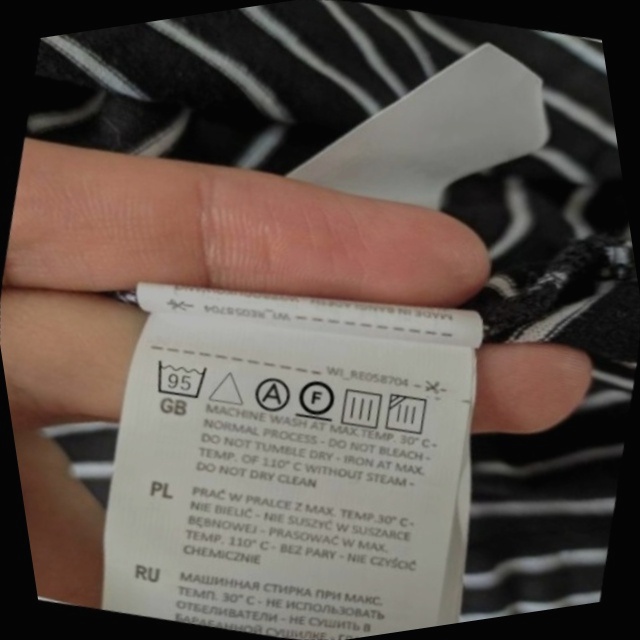 WI_RE058704
WI_RE058704
95 A F
GB MACHINE WASH AT MAX.TEMP. 30° C -
NORMAL PROCESS - DO NOT BLEACH -
DO NOT TUMBLE DRY - IRON AT MAX.
TEMP. OF 110° C WITHOUT STEAM -
DO NOT DRY CLEAN
PL PRAĆ W PRALCE Z MAX. TEMP.30° C -
NIE BIELIĆ - NIE SUSZYĆ W SUSZARCE
BĘBNOWEJ - PRASOWAĆ W MAX.
TEMP. 110° C - BEZ PARY - NIE CZYŚCIĆ
CHEMICZNIE
RU МАШИННАЯ СТИРКА ПРИ МАКС.
ТЕМП. 30° С - НЕ ИСПОЛЬЗОВАТЬ
ОТБЕЛИВАТЕЛИ - НЕ СУШИТЬ В
БАРАБАННОЙ СУШИЛКЕ -